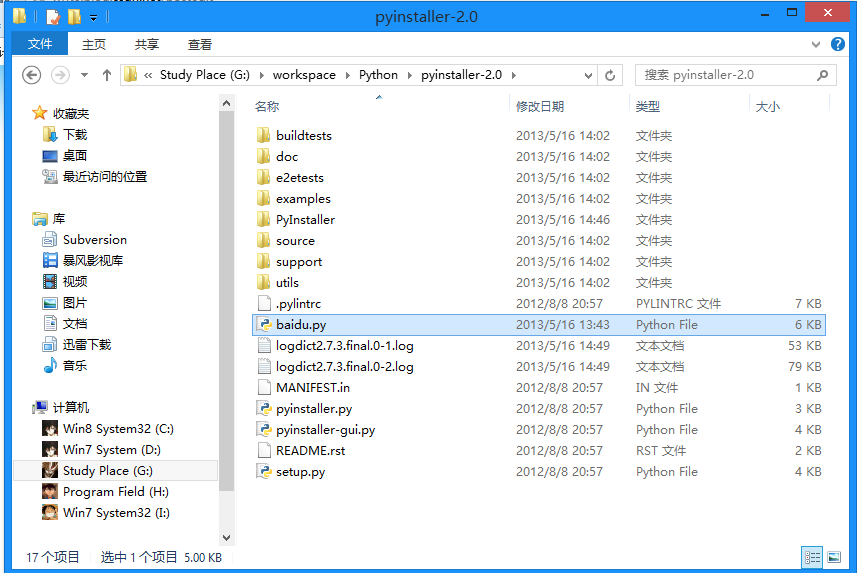 pyinstaller-2.0
文件 主页 共享 查看
« Study Place (G:) workspace Python pyinstaller-2.0 搜索 pyinstaller-2.0
名称 修改日期 类型 大小
收藏夹
下载
桌面
最近访问的位置
库
Subversion
暴风影视库
视频
图片
文档
迅雷下载
音乐
计算机
Win8 System32 (C:)
Win7 System (D:)
Study Place (G:)
Program Field (H:)
Win7 System32 (I:)
buildtests 2013/5/16 14:02 文件夹
doc 2013/5/16 14:02 文件夹
e2etests 2013/5/16 14:02 文件夹
examples 2013/5/16 14:02 文件夹
PyInstaller 2013/5/16 14:46 文件夹
source 2013/5/16 14:02 文件夹
support 2013/5/16 14:02 文件夹
utils 2013/5/16 14:02 文件夹
.pylintrc 2012/8/8 20:57 PYLINTRC 文件 7 KB
baidu.py 2013/5/16 13:43 Python File 6 KB
logdict2.7.3.final.0-1.log 2013/5/16 14:49 文本文档 53 KB
logdict2.7.3.final.0-2.log 2013/5/16 14:49 文本文档 79 KB
MANIFEST.in 2012/8/8 20:57 IN 文件 1 KB
pyinstaller.py 2012/8/8 20:57 Python File 3 KB
pyinstaller-gui.py 2012/8/8 20:57 Python File 4 KB
README.rst 2012/8/8 20:57 RST 文件 2 KB
setup.py 2012/8/8 20:57 Python File 4 KB
17 个项目 选中 1 个项目 5.00 KB